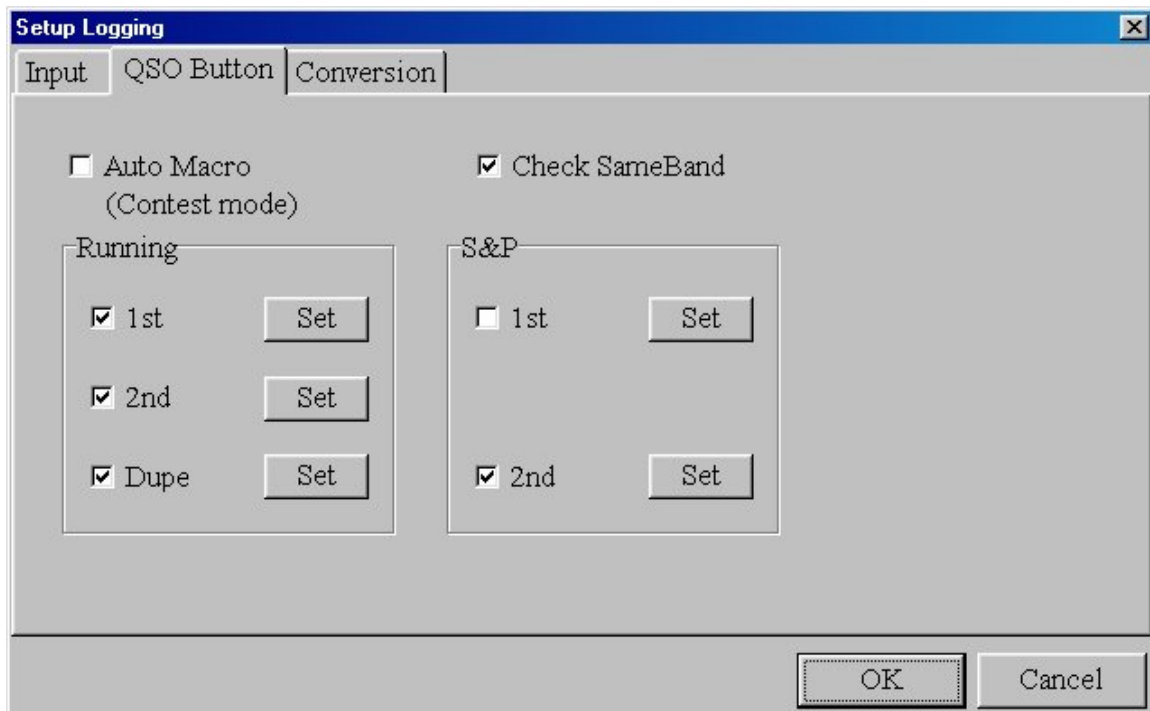 Setup Logging
Input QSO Button Conversion
Auto Macro
(Contest mode)
Check SameBand
Running
1st Set
2nd Set
Dupe Set
S&P
1st Set
2nd Set
OK Cancel